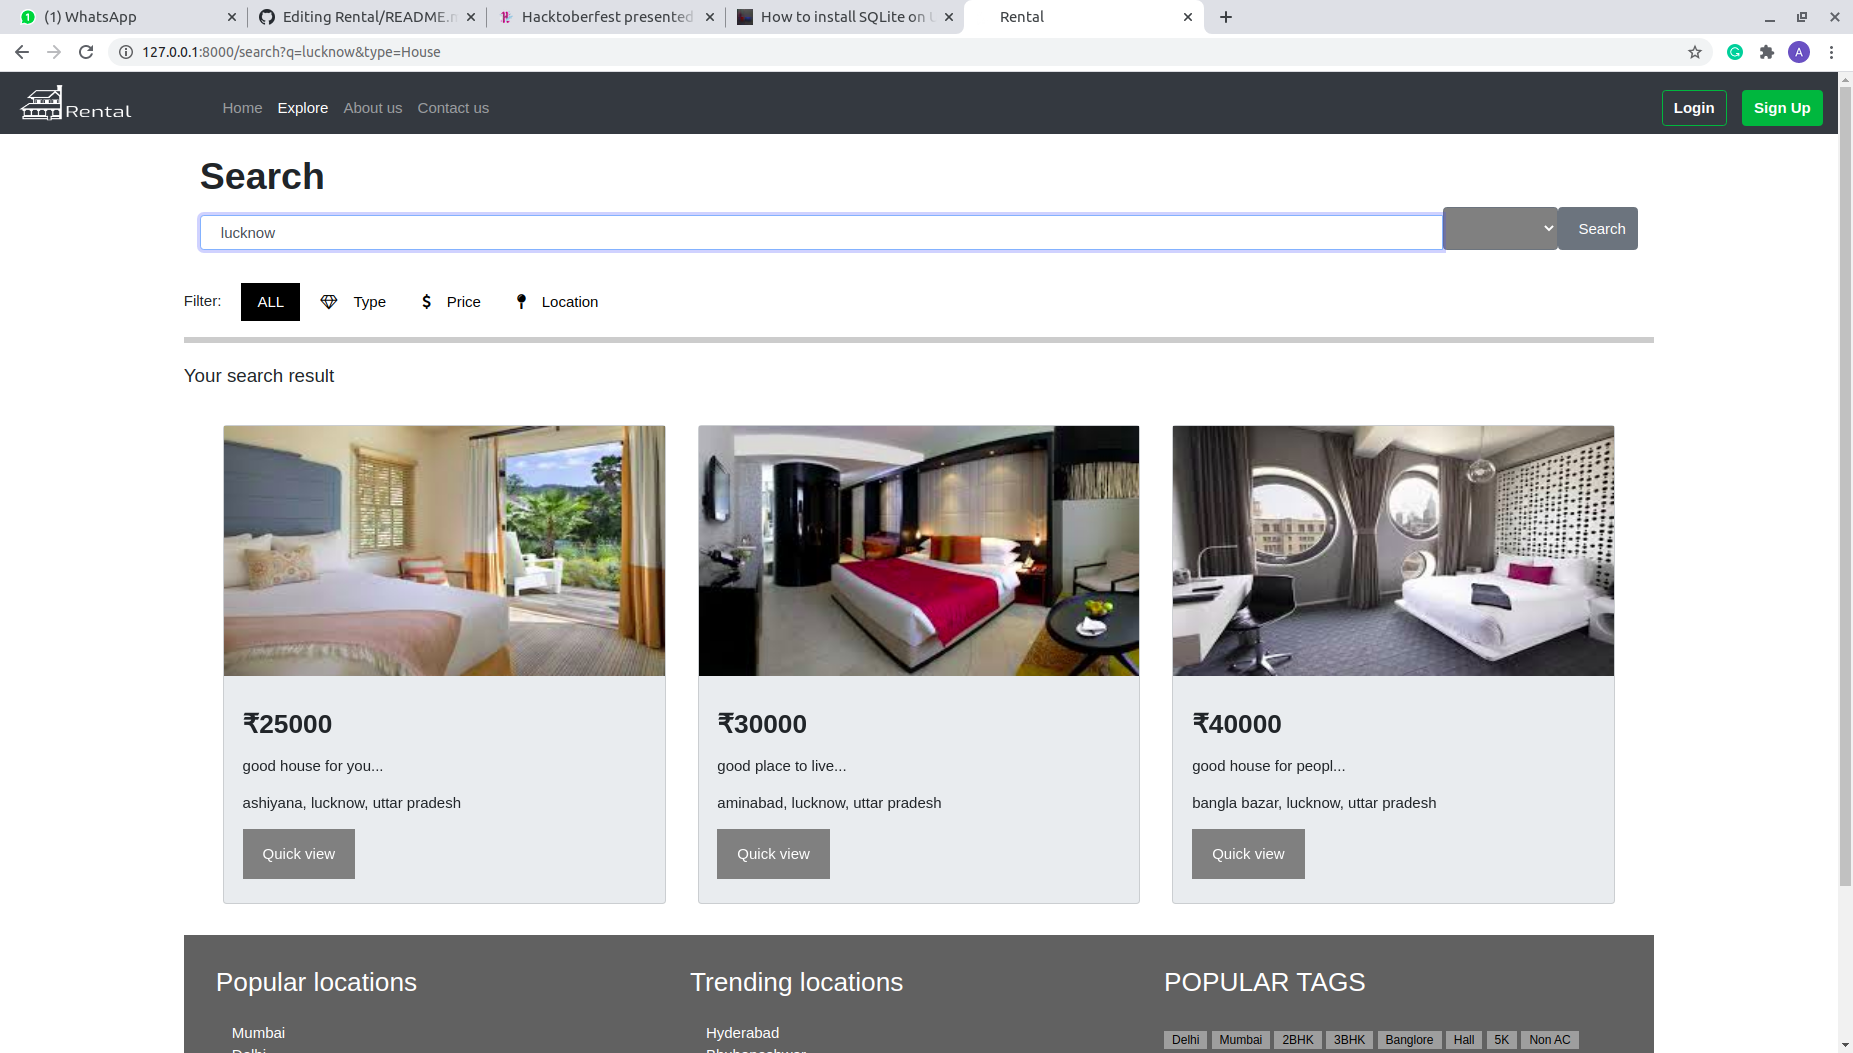 (1) WhatsApp
Editing Rental/README.m
Hacktoberfest presented
How to install SQLite on U
Rental
127.0.0.1:8000/search?q=lucknow&type=House
A
Rental
Home Explore About us Contact us
Login Sign Up
Search
lucknow
Search
Filter: ALL Type Price Location
Your search result
₹25000
good house for you...
ashiyana, lucknow, uttar pradesh
Quick view
₹30000
good place to live...
aminabad, lucknow, uttar pradesh
Quick view
₹40000
good house for peopl...
bangla bazar, lucknow, uttar pradesh
Quick view
Popular locations
Mumbai
Delhi
Trending locations
Hyderabad
Bhubaneshwar
POPULAR TAGS
Delhi Mumbai 2BHK 3BHK Banglore Hall 5K Non AC